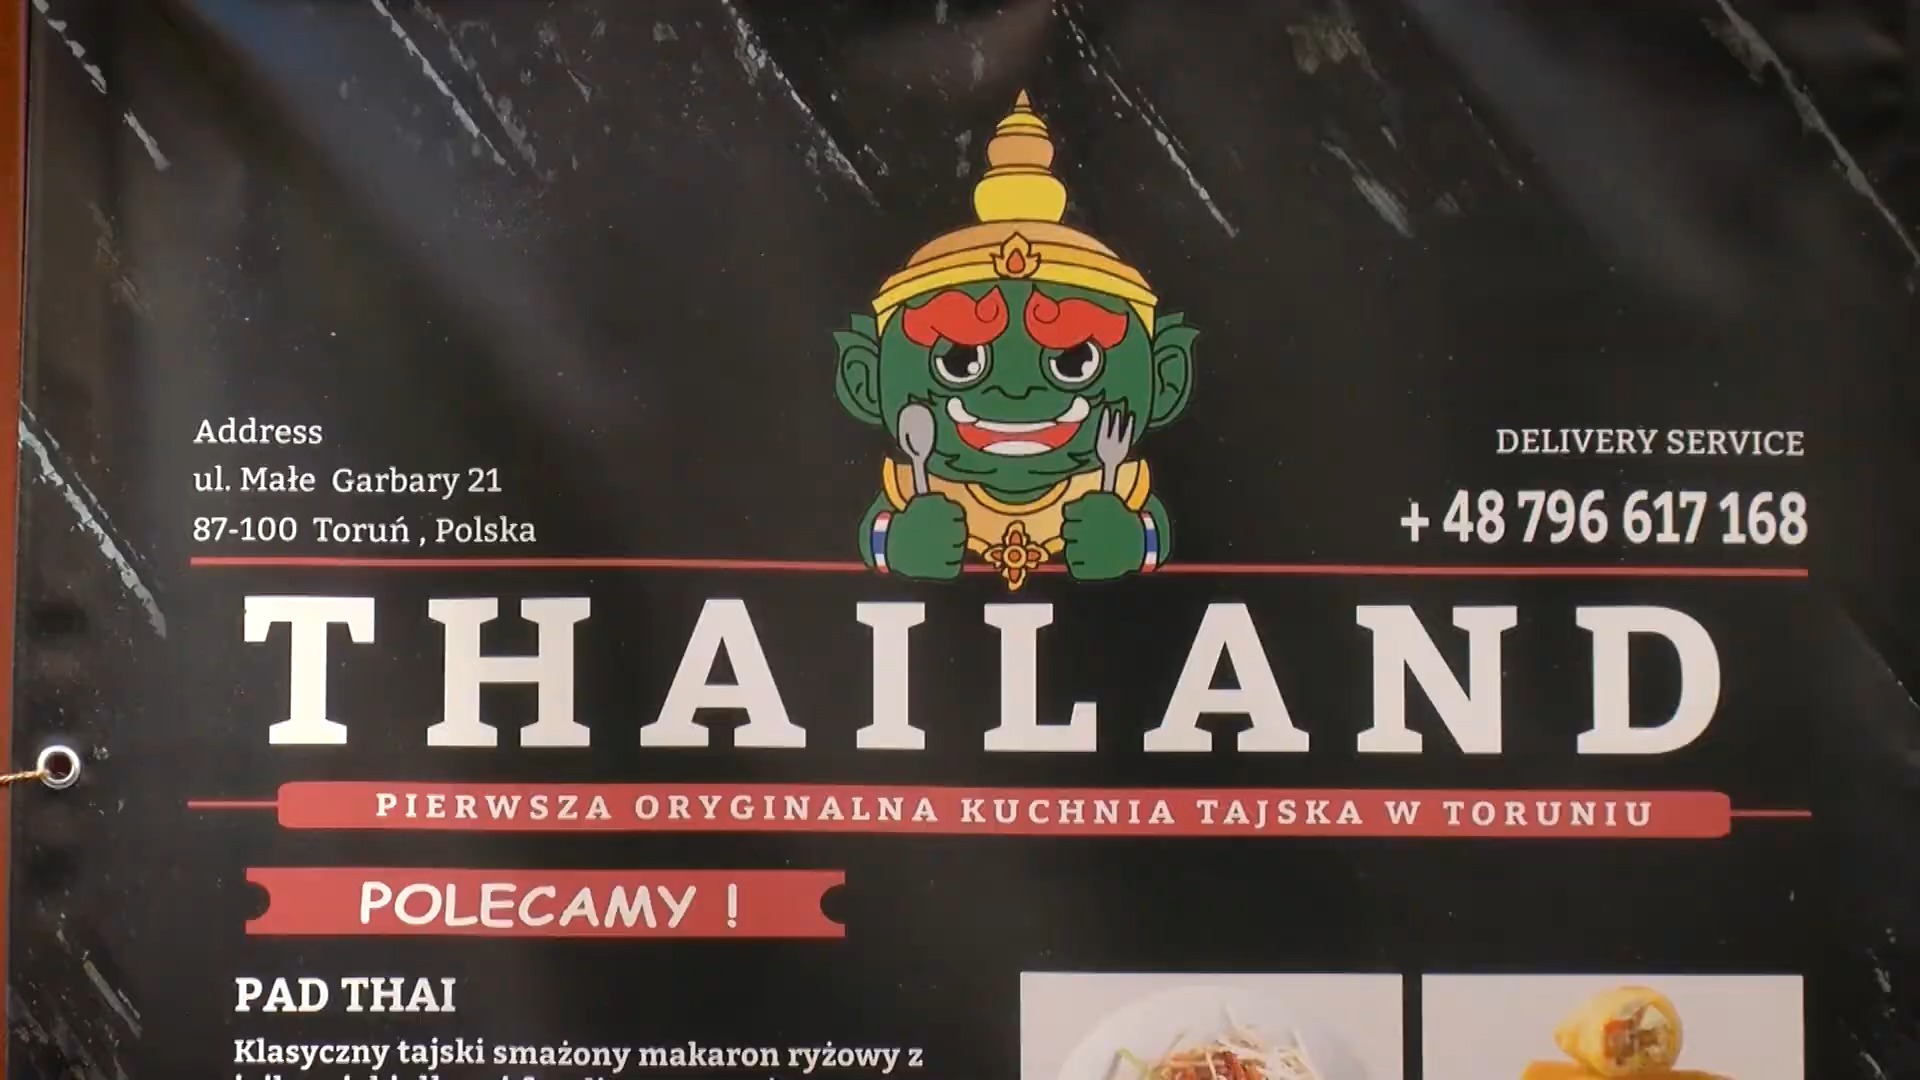 Address
ul. Małe Garbary 21
87-100 Toruń , Polska
DELIVERY SERVICE
+ 48 796 617 168
THAILAND
PIERWSZA ORYGINALNA KUCHNIA TAJSKA W TORUNIU
POLECAMY !
PAD THAI
Klasyczny tajski smażony makaron ryżowy z